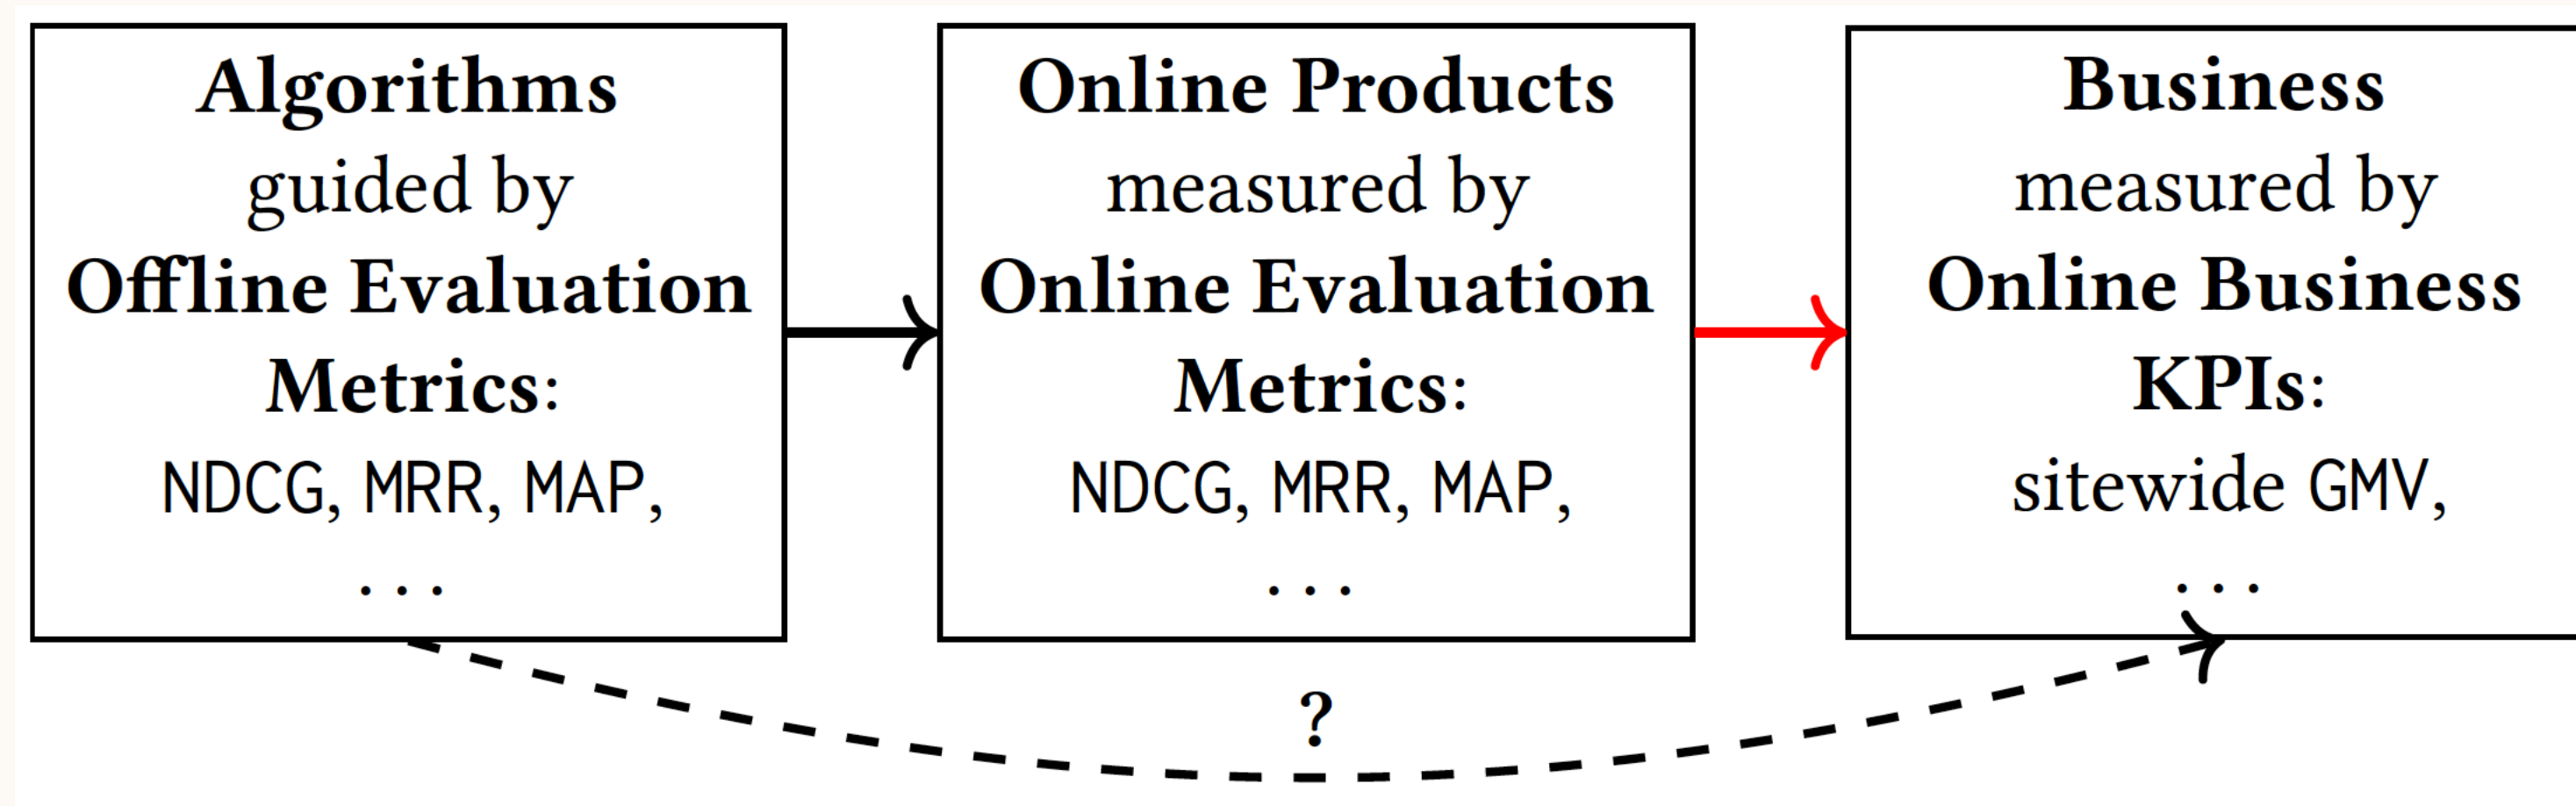 Algorithms
guided by
Offline Evaluation
Metrics:
NDCG, MRR, MAP,
...
Online Products
measured by
Online Evaluation
Metrics:
NDCG, MRR, MAP,
...
Business
measured by
Online Business
KPIs:
sitewide GMV,
...
?